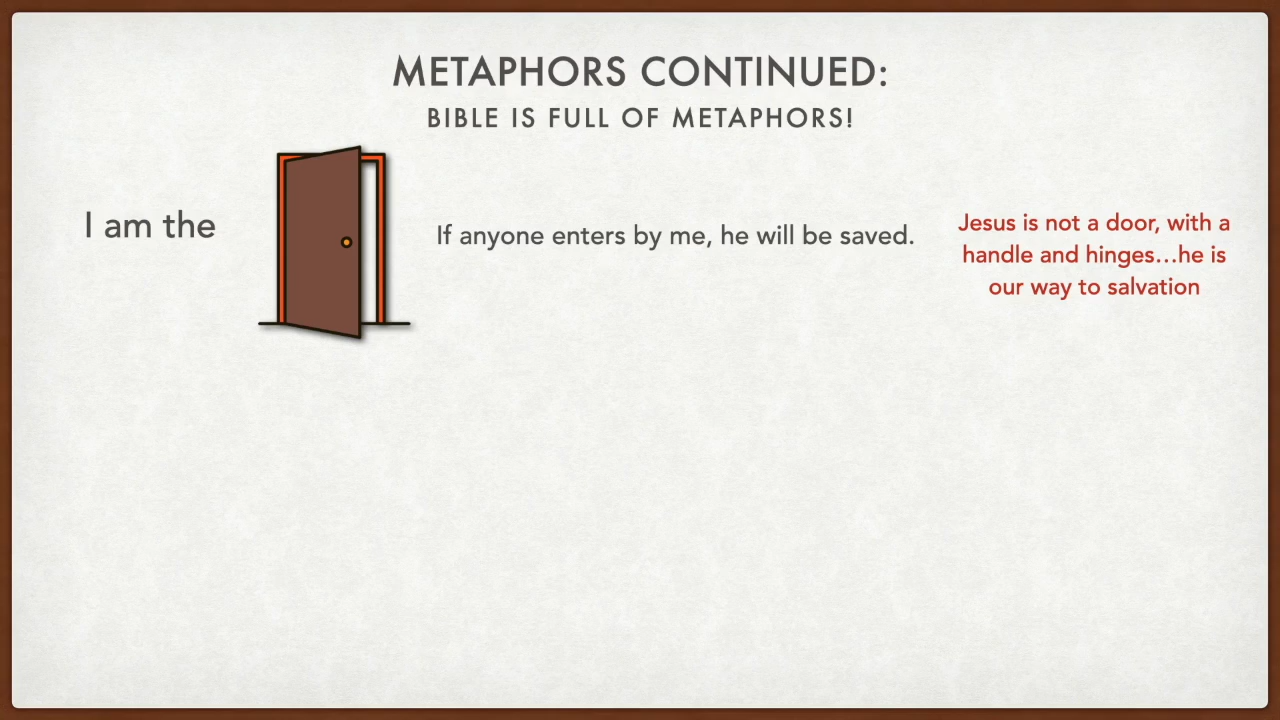 METAPHORS CONTINUED:
BIBLE IS FULL OF METAPHORS!
I am the
If anyone enters by me, he will be saved.
Jesus is not a door, with a
handle and hinges...he is
our way to salvation